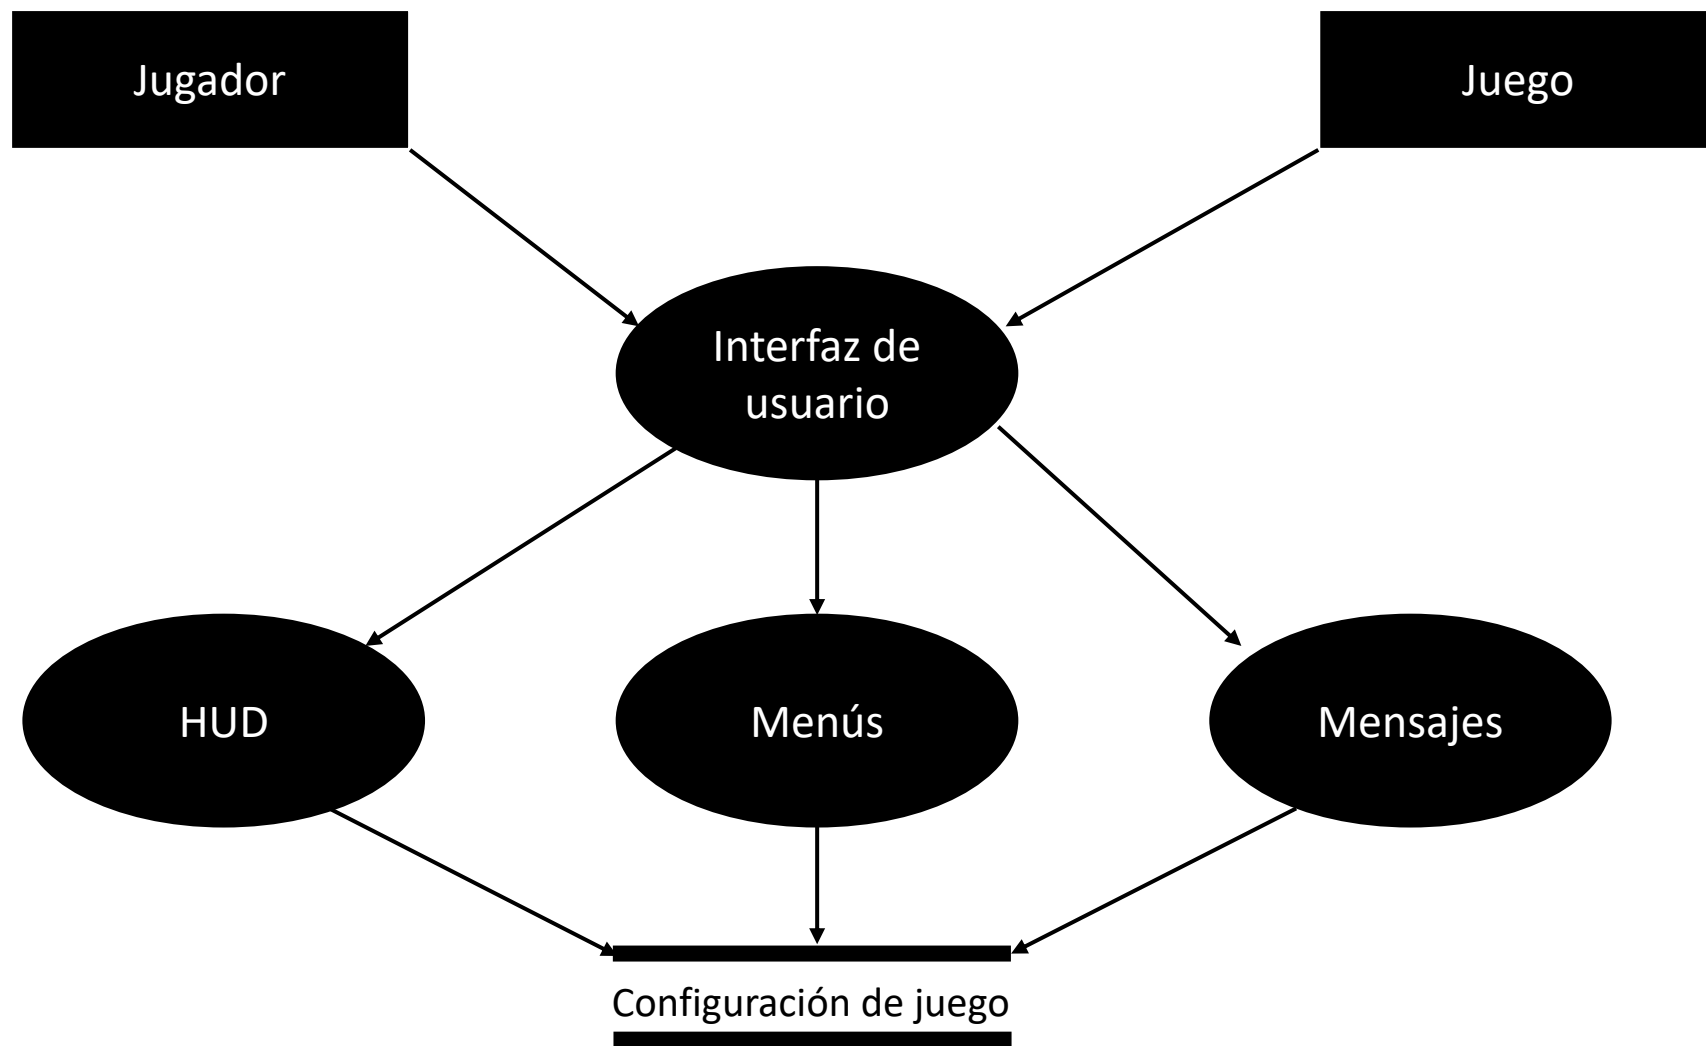 Jugador
Juego
Interfaz de
usuario
HUD
Menús
Mensajes
Configuración de juego